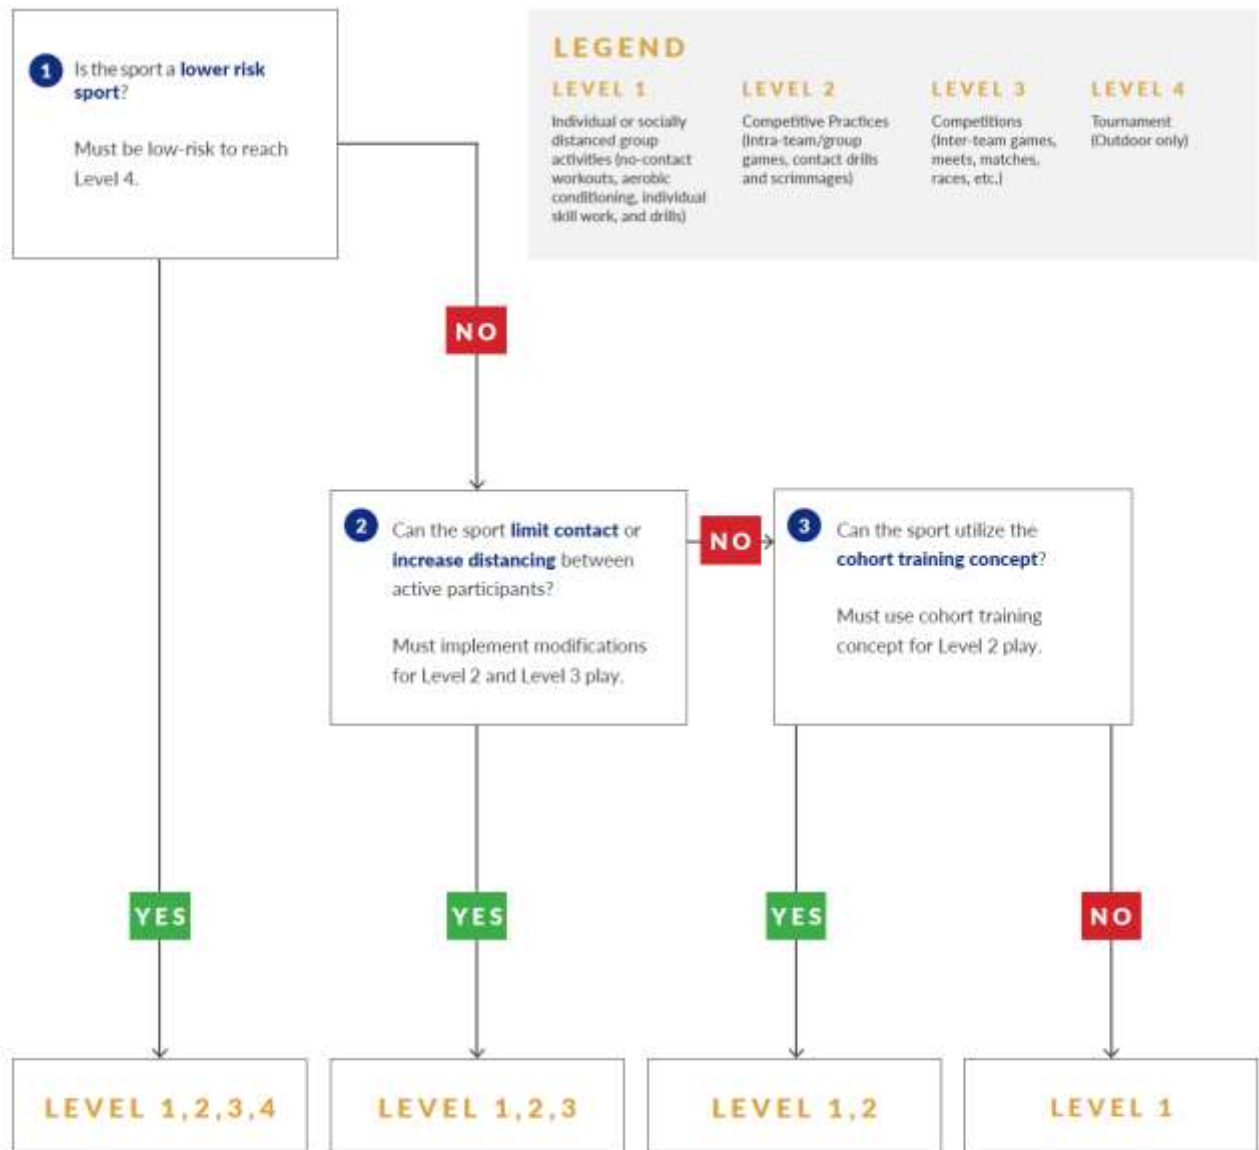 1
Is the sport a lower risk
sport?
Must be low-risk to reach
Level 4.
LEGEND
LEVEL 1
Individual or socially
distanced group
activities (no-contact
workouts, aerobic
conditioning, individual
skill work, and drills)
LEVEL 2
Competitive Practices
(Intra-team/group
games, contact drills
and scrimmages)
LEVEL 3
Competitions
(Inter-team games,
meets, matches,
races, etc.)
LEVEL 4
Tournament
(Outdoor only)
NO
2
Can the sport limit contact or
increase distancing between
active participants?
Must implement modifications
for Level 2 and Level 3 play.
NO
3
Can the sport utilize the
cohort training concept?
Must use cohort training
concept for Level 2 play.
YES
YES
YES
NO
LEVEL 1,2,3,4
LEVEL 1,2,3
LEVEL 1,2
LEVEL 1